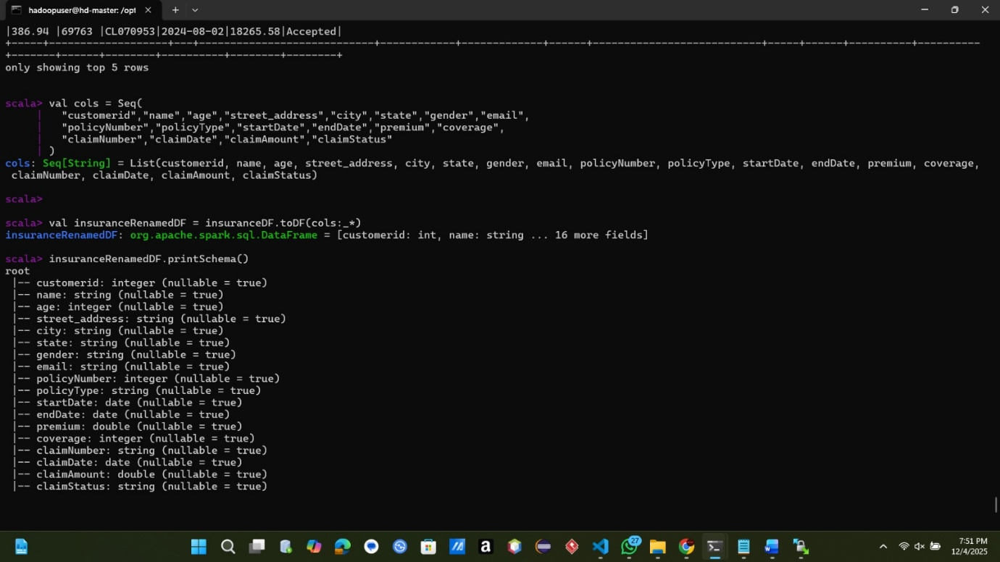 hadoopuser@hd-master: /opt
|386.94 |69763 |CL070953|2024-08-02|18265.58|Accepted|
+-----+-------------------+---+----------------------------+------------+-------------+------+---------------------------+-----+------+----------+----------
+-------+------+--------+----------+--------+--------+
only showing top 5 rows
scala> val cols = Seq(
     |   "customerid","name","age","street_address","city","state","gender","email",
     |   "policyNumber","policyType","startDate","endDate","premium","coverage",
     |   "claimNumber","claimDate","claimAmount","claimStatus"
     | )
cols: Seq[String] = List(customerid, name, age, street_address, city, state, gender, email, policyNumber, policyType, startDate, endDate, premium, coverage,
 claimNumber, claimDate, claimAmount, claimStatus)
scala>
scala> val insuranceRenamedDF = insuranceDF.toDF(cols:_*)
insuranceRenamedDF: org.apache.spark.sql.DataFrame = [customerid: int, name: string ... 16 more fields]
scala> insuranceRenamedDF.printSchema()
root
 |-- customerid: integer (nullable = true)
 |-- name: string (nullable = true)
 |-- age: integer (nullable = true)
 |-- street_address: string (nullable = true)
 |-- city: string (nullable = true)
 |-- state: string (nullable = true)
 |-- gender: string (nullable = true)
 |-- email: string (nullable = true)
 |-- policyNumber: integer (nullable = true)
 |-- policyType: string (nullable = true)
 |-- startDate: date (nullable = true)
 |-- endDate: date (nullable = true)
 |-- premium: double (nullable = true)
 |-- coverage: integer (nullable = true)
 |-- claimNumber: string (nullable = true)
 |-- claimDate: date (nullable = true)
 |-- claimAmount: double (nullable = true)
 |-- claimStatus: string (nullable = true)
27
7:51 PM
12/4/2025